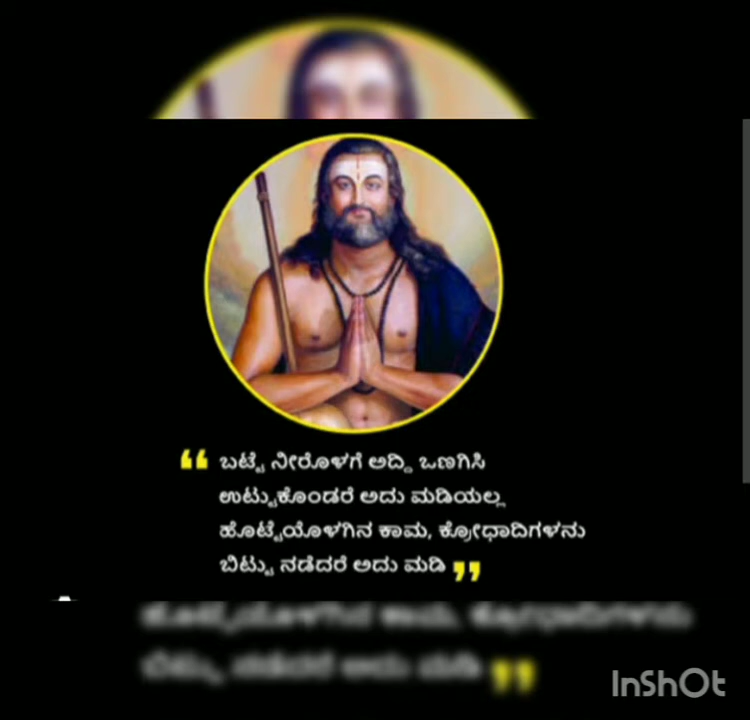 “ ಬಟ್ಟೆ ನೀರೊಳಗೆ ಅದ್ದಿ ಒಣಗಿಸಿ
ಉಟ್ಟುಕೊಂಡರೆ ಅದು ಮಡಿಯಲ್ಲ
ಹೊಟ್ಟೆಯೊಳಗಿನ ಕಾಮ, ಕ್ರೋಧಾದಿಗಳನು
ಬಿಟ್ಟು ನಡೆದರೆ ಅದು ಮಡಿ ”
InShOt